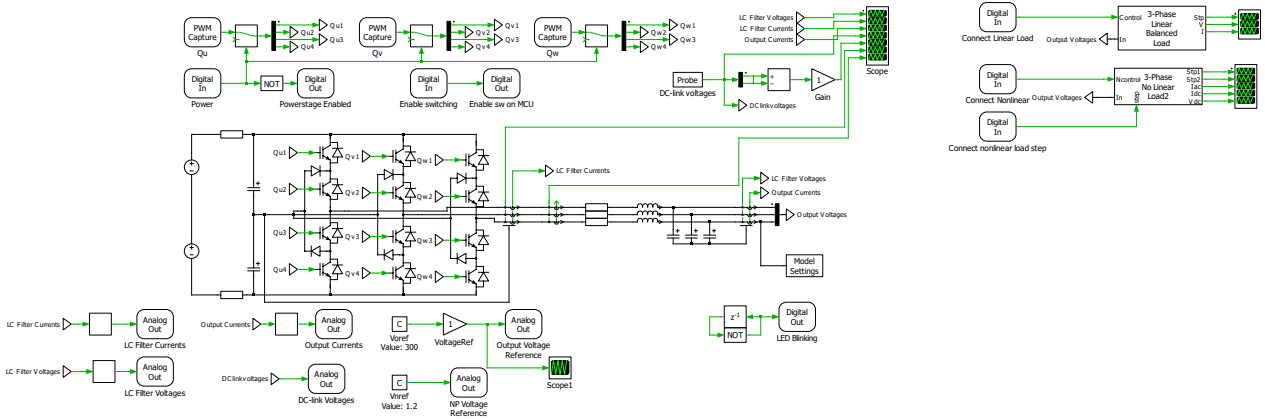 PWM
Capture
Qu
Qu1
Qu2
Qu3
Qu4
PWM
Capture
Qv
Qv1
Qv2
Qv3
Qv4
PWM
Capture
Qw
Qw1
Qw2
Qw3
Qw4
Digital
In
Power
NOT
Digital
Out
Powerstage Enabled
Digital
In
Enable switching
Digital
Out
Enable sw on MCU
LC Filter Voltages
LC Filter Currents
Output Currents
Scope
Probe
DC-link voltages
+
−
1
Gain
DClinkvoltages
Digital
In
Connect Linear Load
Control
3-Phase
Linear
Balanced
Load
Stp
V
I
Output Voltages
In
Digital
In
Connect Nonlinear
Ncontrol
3-Phase
No Linear
Load2
Stp1
Stp2
Iac
Idc
Vdc
Output Voltages
In
step
Digital
In
Connect nonlinear load step
Qu1
Qv1
Qw1
Qu2
Qv2
Qw2
Qu3
Qv3
Qw3
Qu4
Qv4
Qw4
LC Filter Currents
LC Filter Voltages
Output Currents
Output Voltages
Model
Settings
LC Filter Currents
Analog
Out
LC Filter Currents
Output Currents
Analog
Out
Output Currents
C
Voref
Value: 300
1
VoltageRef
Analog
Out
Output Voltage
Reference
Scope1
z-1
NOT
Digital
Out
LED Blinking
LC Filter Voltages
Analog
Out
LC Filter Voltages
DClinkvoltages
Analog
Out
DC-link Voltages
C
Vnref
Value: 1.2
Analog
Out
NP Voltage
Reference